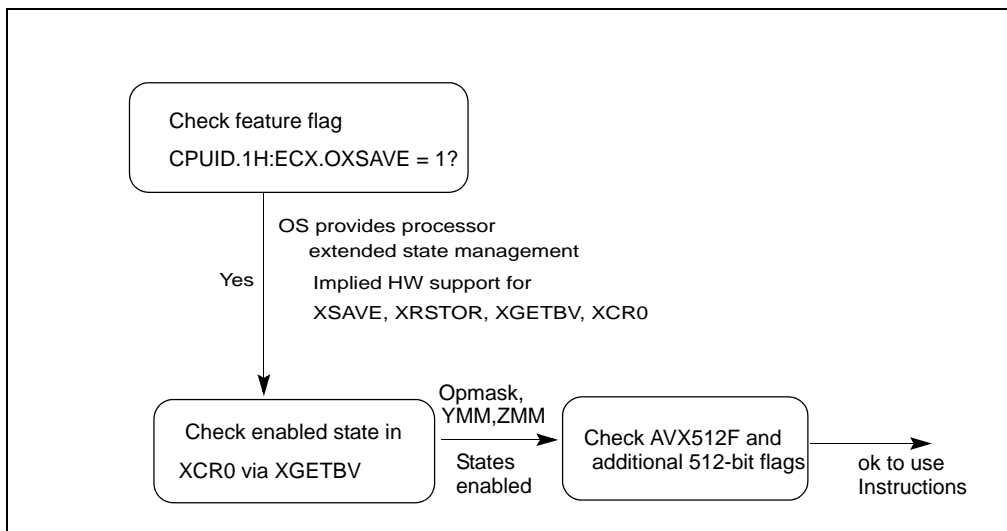 Check feature flag
CPUID.1H:ECX.OXSAVE = 1?
OS provides processor
extended state management
Yes
Implied HW support for
XSAVE, XRSTOR, XGETBV, XCR0
Check enabled state in
XCR0 via XGETBV
Opmask,
YMM,ZMM
States
enabled
Check AVX512F and
additional 512-bit flags
ok to use
Instructions